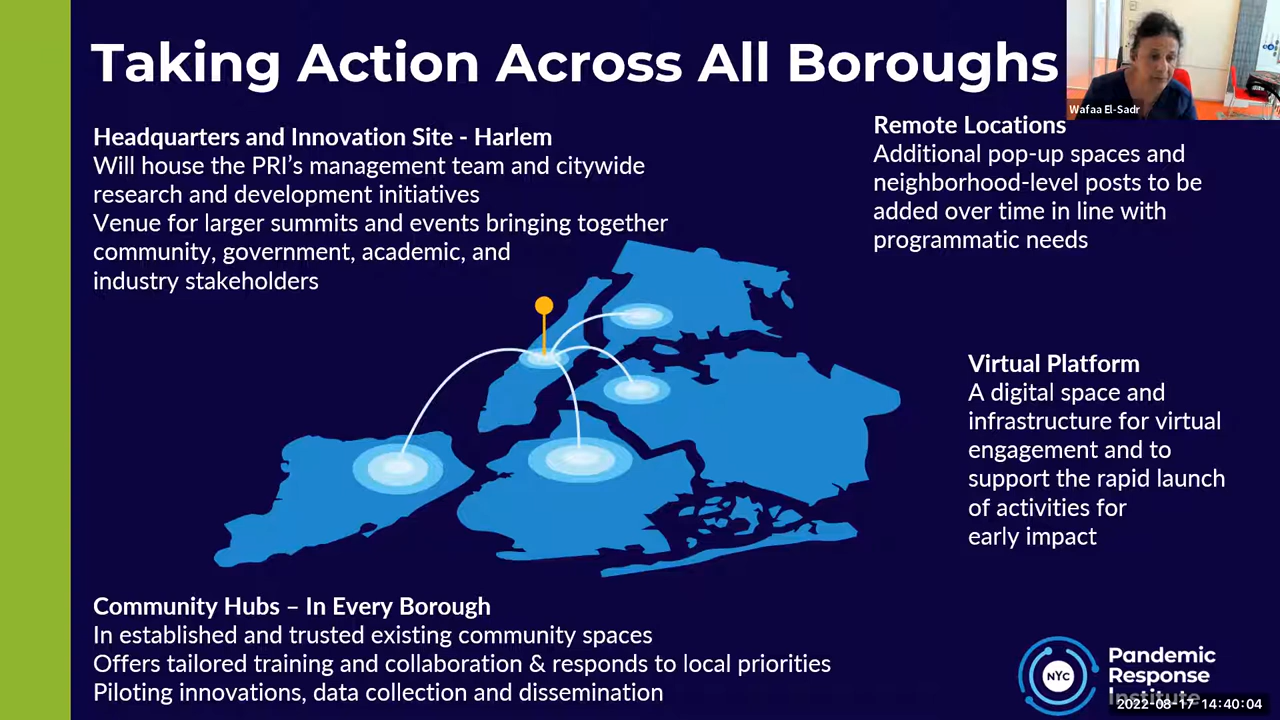 Taking Action Across All Boroughs
Wafaa El-Sadr
Headquarters and Innovation Site - Harlem
Will house the PRI’s management team and citywide
research and development initiatives
Venue for larger summits and events bringing together
community, government, academic, and
industry stakeholders
Remote Locations
Additional pop-up spaces and
neighborhood-level posts to be
added over time in line with
programmatic needs
Virtual Platform
A digital space and
infrastructure for virtual
engagement and to
support the rapid launch
of activities for
early impact
Community Hubs – In Every Borough
In established and trusted existing community spaces
Offers tailored training and collaboration & responds to local priorities
Piloting innovations, data collection and dissemination
NYC
Pandemic
Response
Institute
2022-08-17 14:40:04